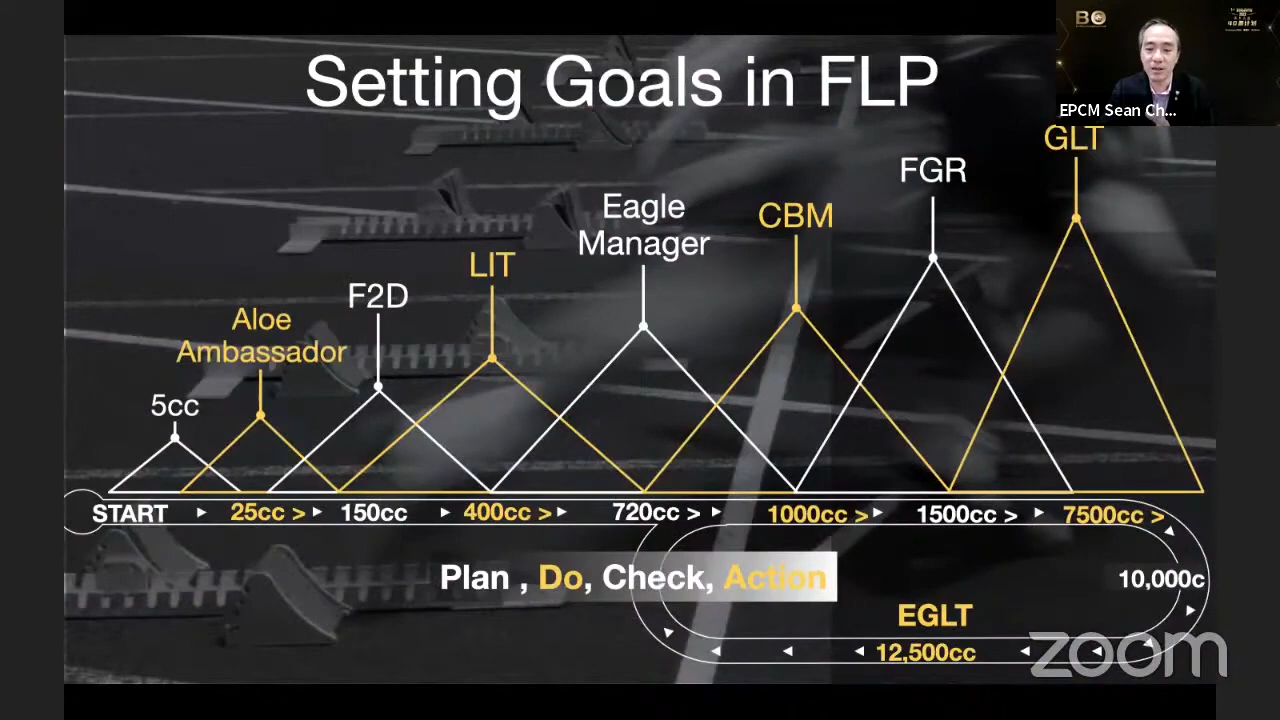 Setting Goals in FLP
BO
EPCM Sean Ch...
GLT
FGR
CBM
Eagle
Manager
LIT
F2D
Aloe
Ambassador
5cc
START 25cc > 150cc 400cc > 720cc > 1000cc > 1500cc > 7500cc >
Plan , Do, Check, Action
10,000c
EGLT
12,500cc
zoom